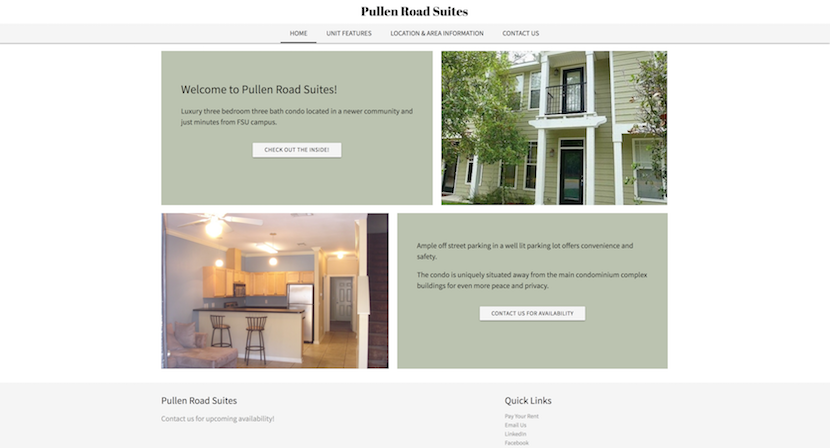 Pullen Road Suites
HOME UNIT FEATURES LOCATION & AREA INFORMATION CONTACT US
Welcome to Pullen Road Suites!
Luxury three bedroom three bath condo located in a newer community and
just minutes from FSU campus.
CHECK OUT THE INSIDE!
Ample off street parking in a well lit parking lot offers convenience and
safety.
The condo is uniquely situated away from the main condominium complex
buildings for even more peace and privacy.
CONTACT US FOR AVAILABILITY
Pullen Road Suites
Contact us for upcoming availability!
Quick Links
Pay Your Rent
Email Us
LinkedIn
Facebook